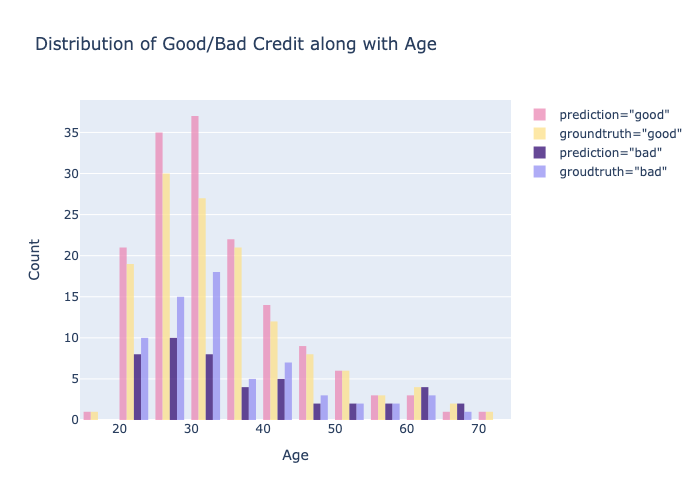 Distribution of Good/Bad Credit along with Age
prediction="good"
groundtruth="good"
prediction="bad"
groudtruth="bad"
Count
35
30
25
20
15
10
5
0
20 30 40 50 60 70
Age